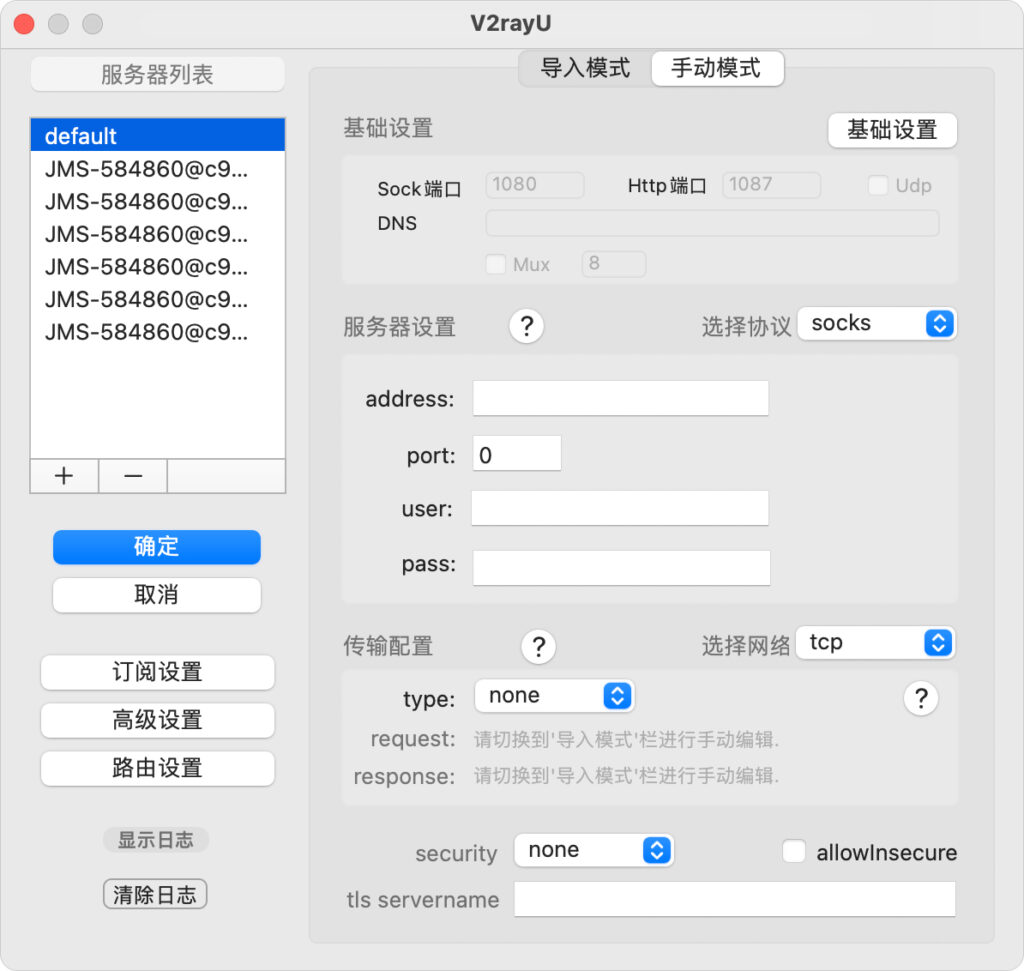 V2rayU
服务器列表
default
JMS-584860@c9...
JMS-584860@c9...
JMS-584860@c9...
JMS-584860@c9...
JMS-584860@c9...
JMS-584860@c9...
+ −
确定
取消
订阅设置
高级设置
路由设置
显示日志
清除日志
导入模式 手动模式
基础设置 基础设置
Sock端口 1080 Http端口 1087 Udp
DNS
Mux 8
服务器设置 ? 选择协议 socks
address:
port: 0
user:
pass:
传输配置 ? 选择网络 tcp
type: none ?
request: 请切换到'导入模式'栏进行手动编辑.
response: 请切换到'导入模式'栏进行手动编辑.
security none allowInsecure
tls servername